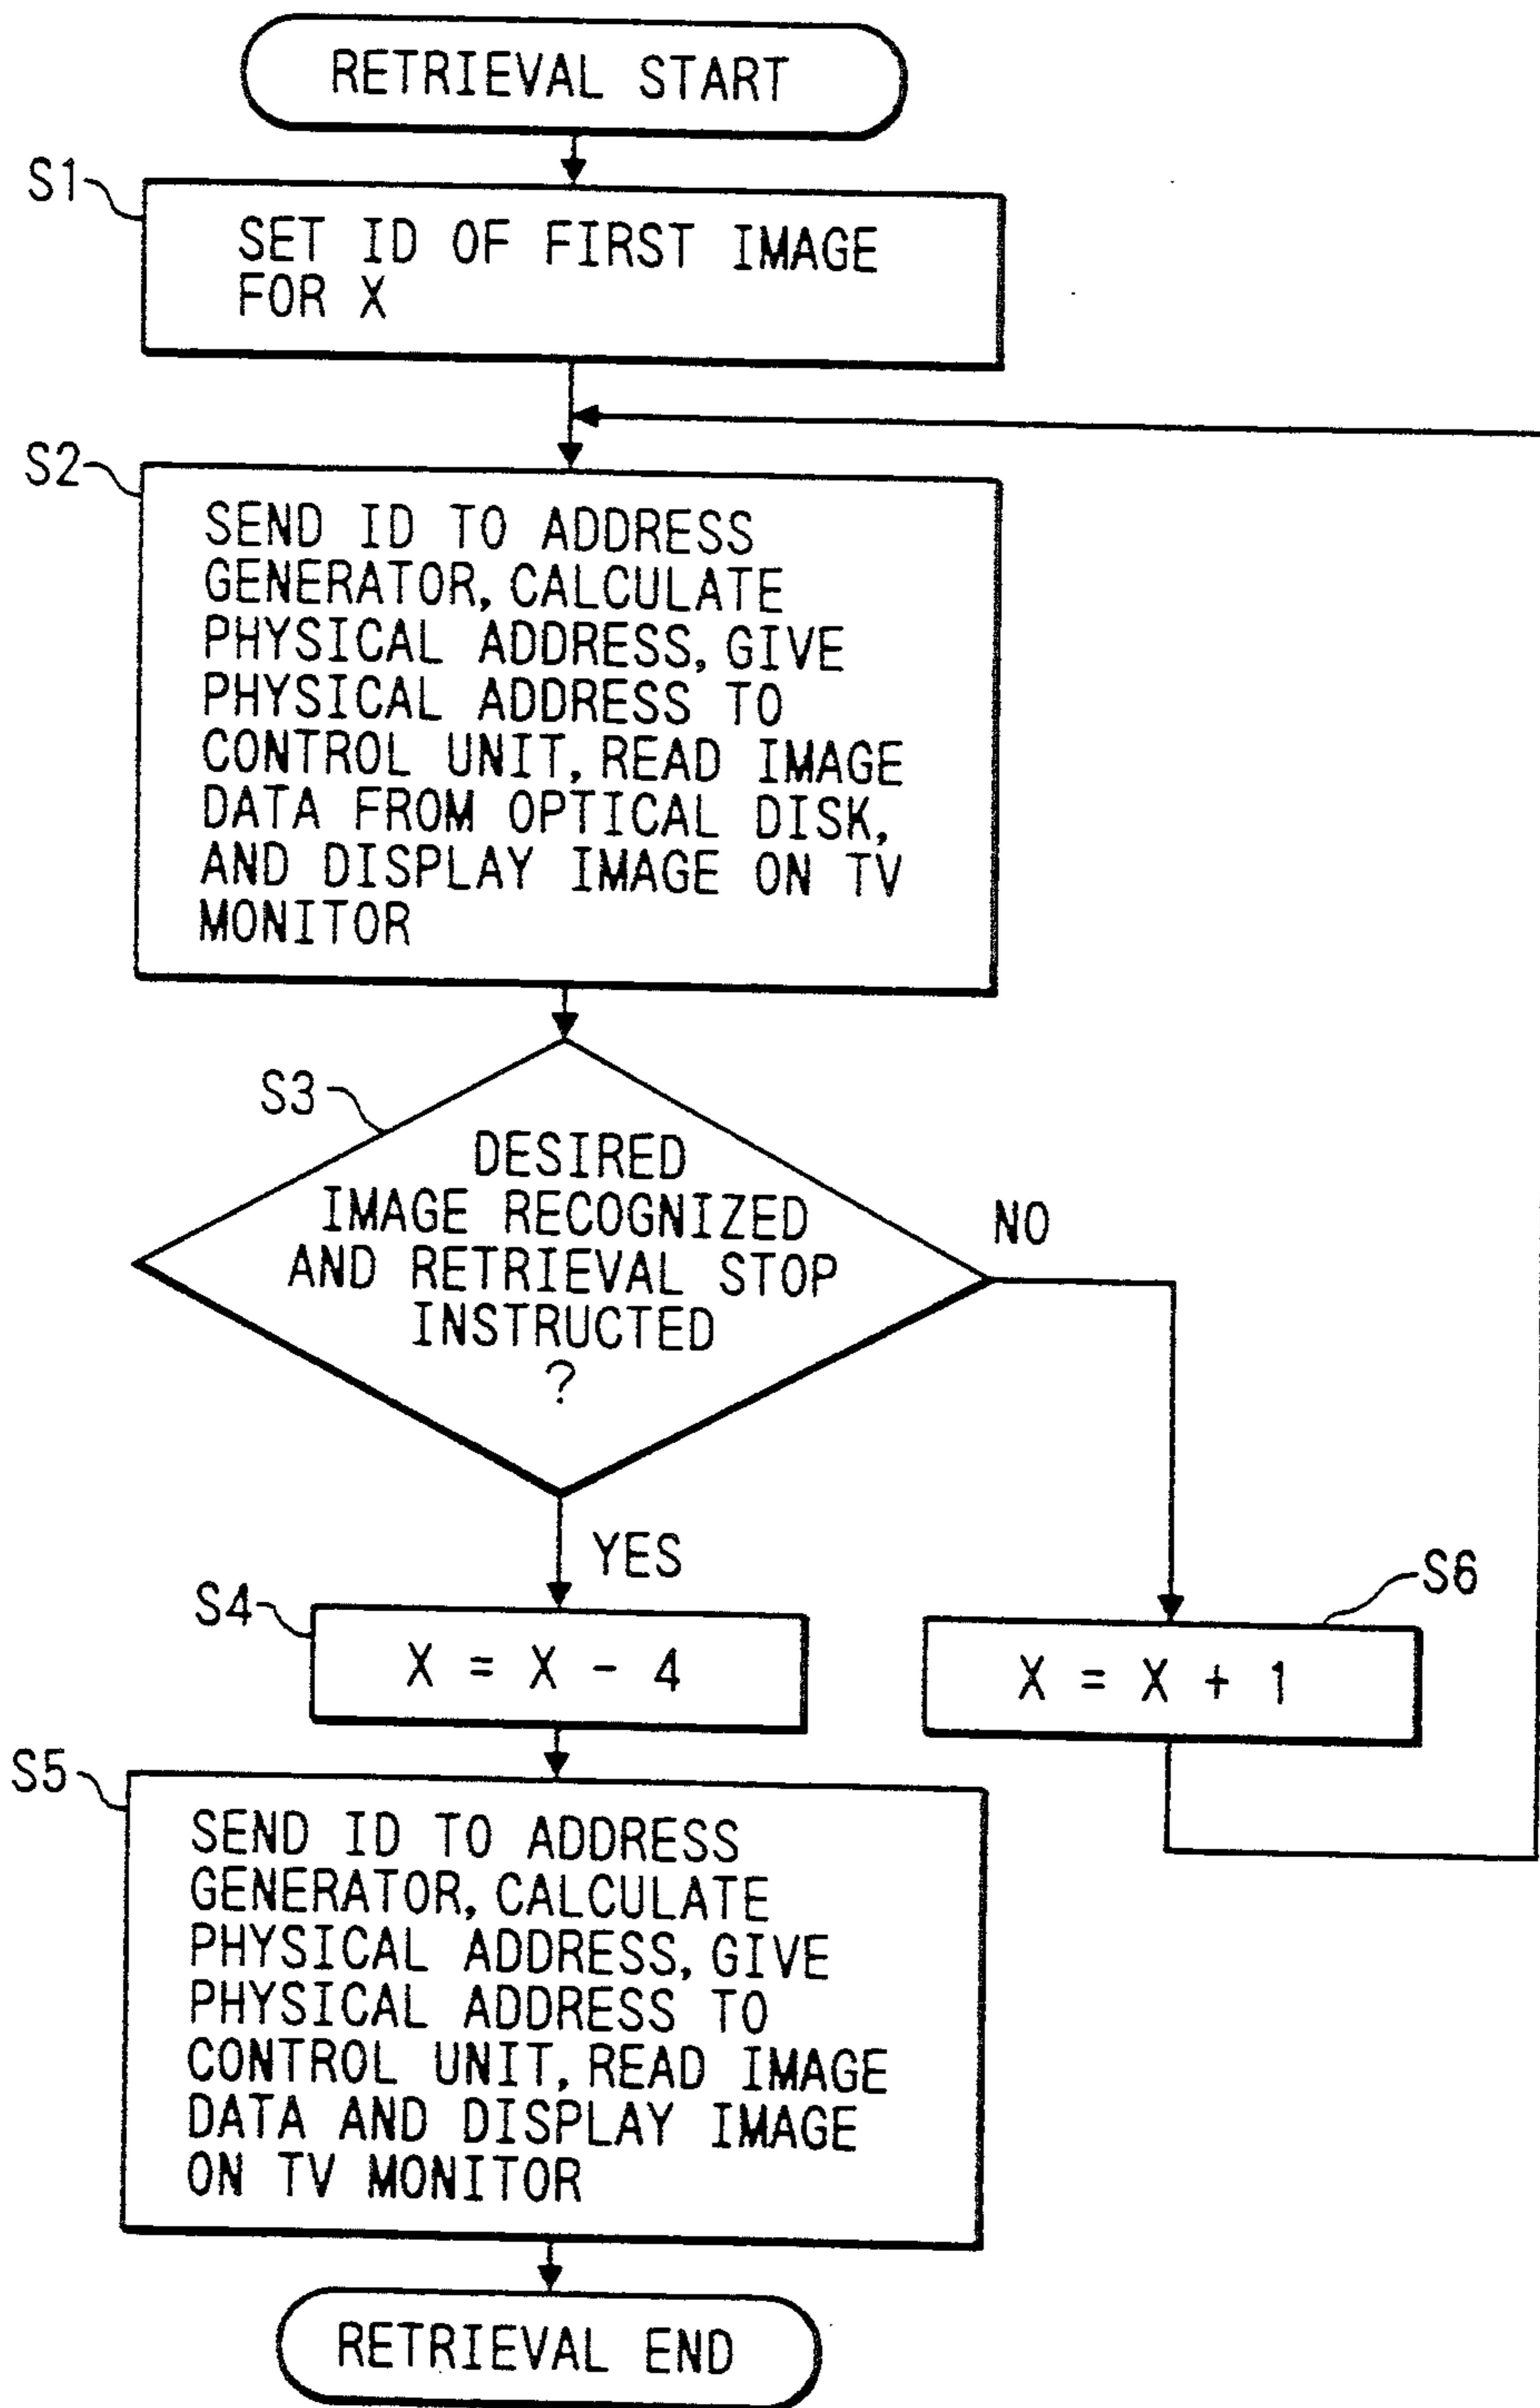 RETRIEVAL START
S1
SET ID OF FIRST IMAGE
FOR X
S2
SEND ID TO ADDRESS
GENERATOR, CALCULATE
PHYSICAL ADDRESS, GIVE
PHYSICAL ADDRESS TO
CONTROL UNIT, READ IMAGE
DATA FROM OPTICAL DISK,
AND DISPLAY IMAGE ON TV
MONITOR
S3
DESIRED
IMAGE RECOGNIZED
AND RETRIEVAL STOP
INSTRUCTED
?
NO
YES
S4
X = X - 4
S6
X = X + 1
S5
SEND ID TO ADDRESS
GENERATOR, CALCULATE
PHYSICAL ADDRESS, GIVE
PHYSICAL ADDRESS TO
CONTROL UNIT, READ IMAGE
DATA AND DISPLAY IMAGE
ON TV MONITOR
RETRIEVAL END